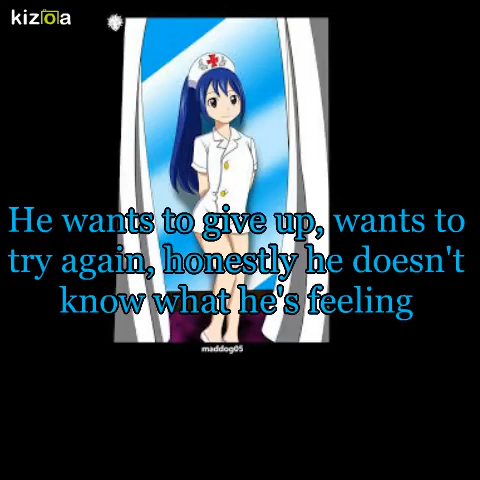 kizoa
He wants to give up, wants to
try again, honestly he doesn't
know what he's feeling
maddog05